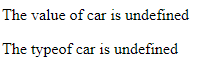 The value of car is undefined
The typeof car is undefined